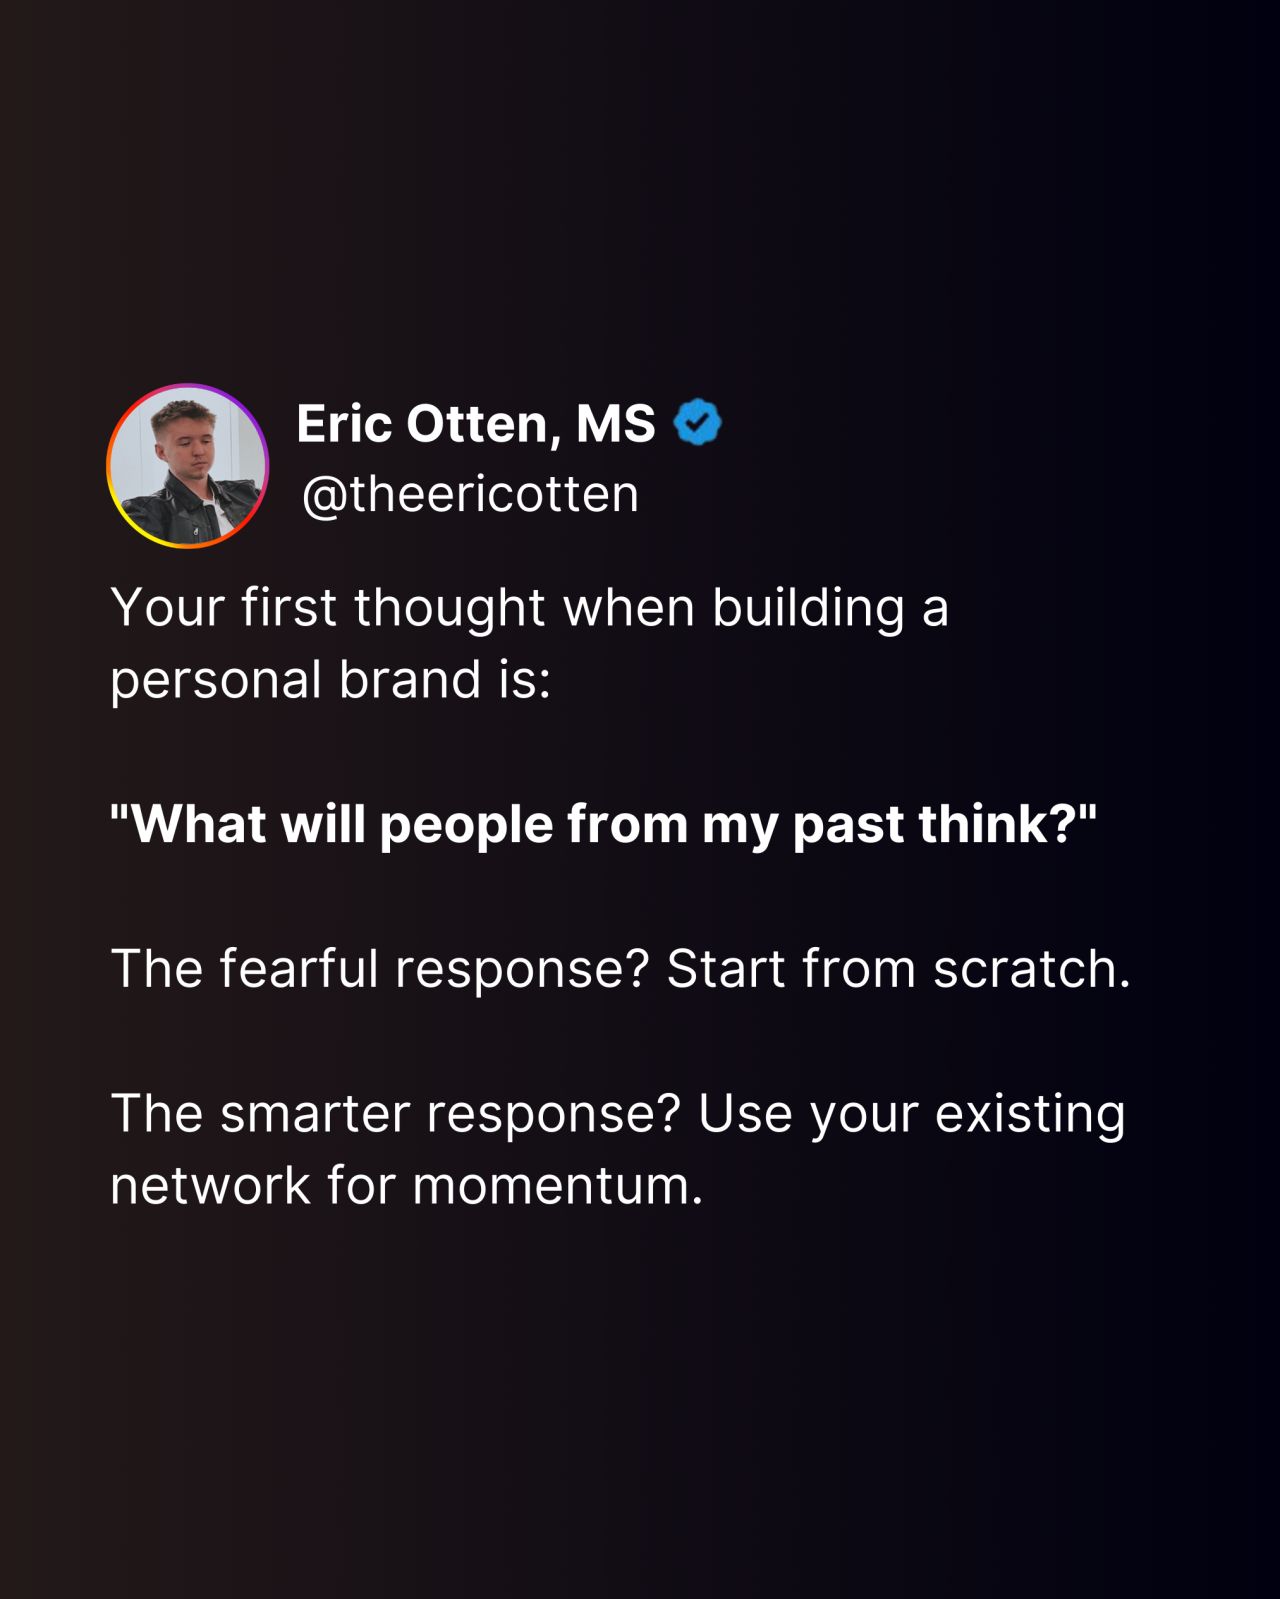 Eric Otten, MS
@theericotten
Your first thought when building a
personal brand is:
"What will people from my past think?"
The fearful response? Start from scratch.
The smarter response? Use your existing
network for momentum.